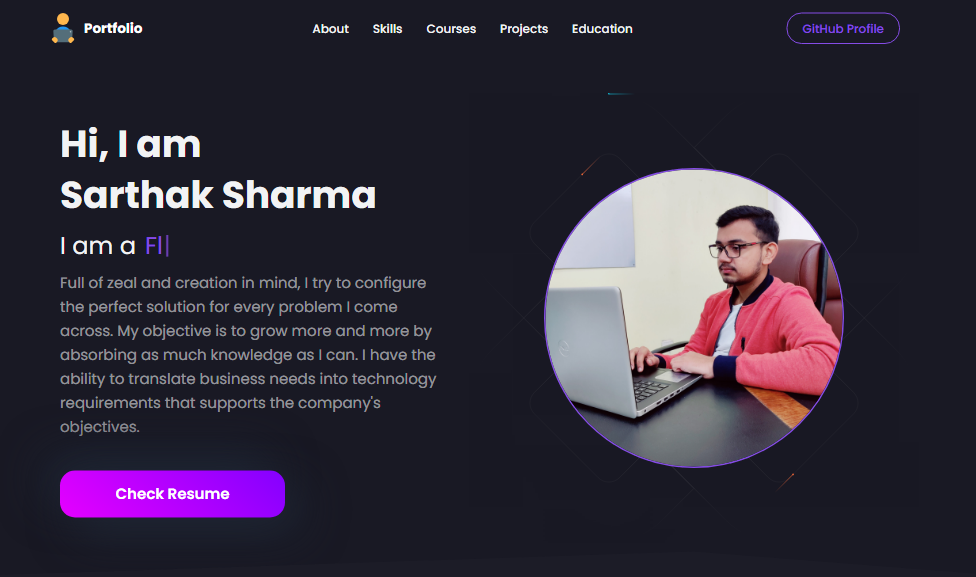 Portfolio
About Skills Courses Projects Education
GitHub Profile
Hi, I am
Sarthak Sharma
I am a Fl|
Full of zeal and creation in mind, I try to configure
the perfect solution for every problem I come
across. My objective is to grow more and more by
absorbing as much knowledge as I can. I have the
ability to translate business needs into technology
requirements that supports the company's
objectives.
Check Resume